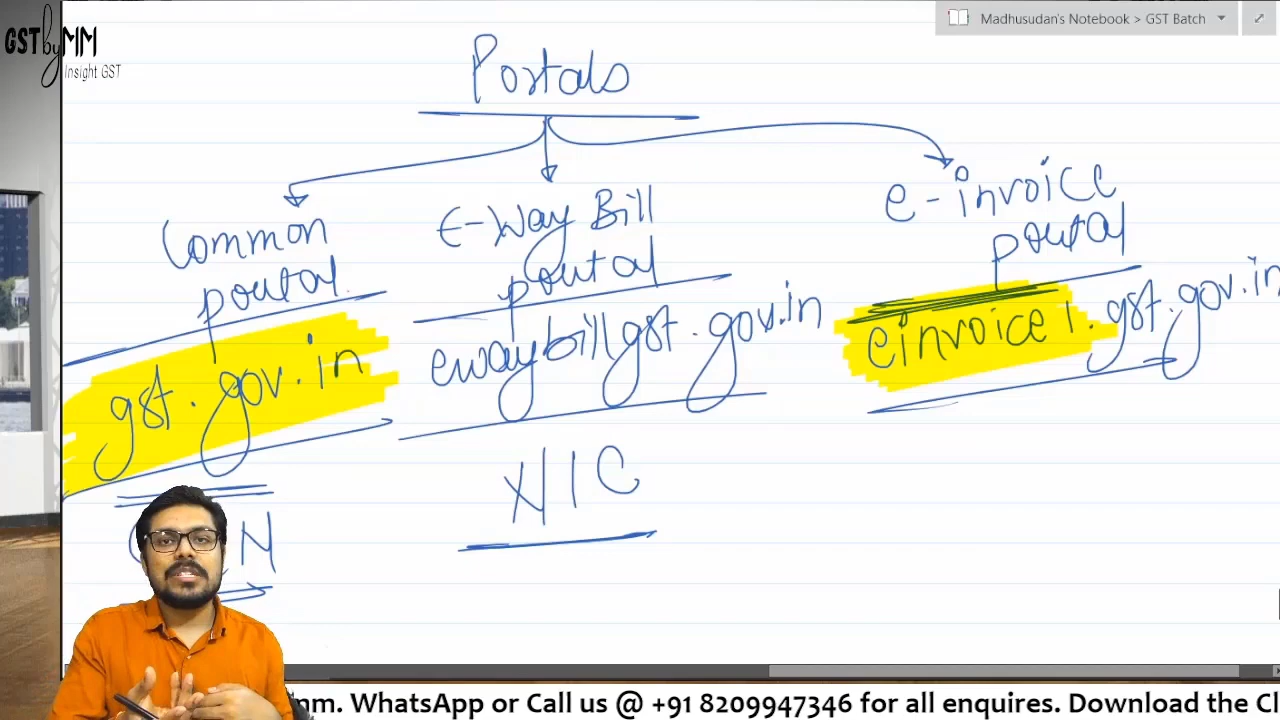 GST by MM
Insight GST
Madhusudan's Notebook > GST Batch
Portals
Common
portal
gst.gov.in
E-Way Bill
portal
ewaybillgst.gov.in
NIC
e-invoice
portal
einvoice1.gst.gov.in
nm. WhatsApp or Call us @ +91 8209947346 for all enquires. Download the Cl